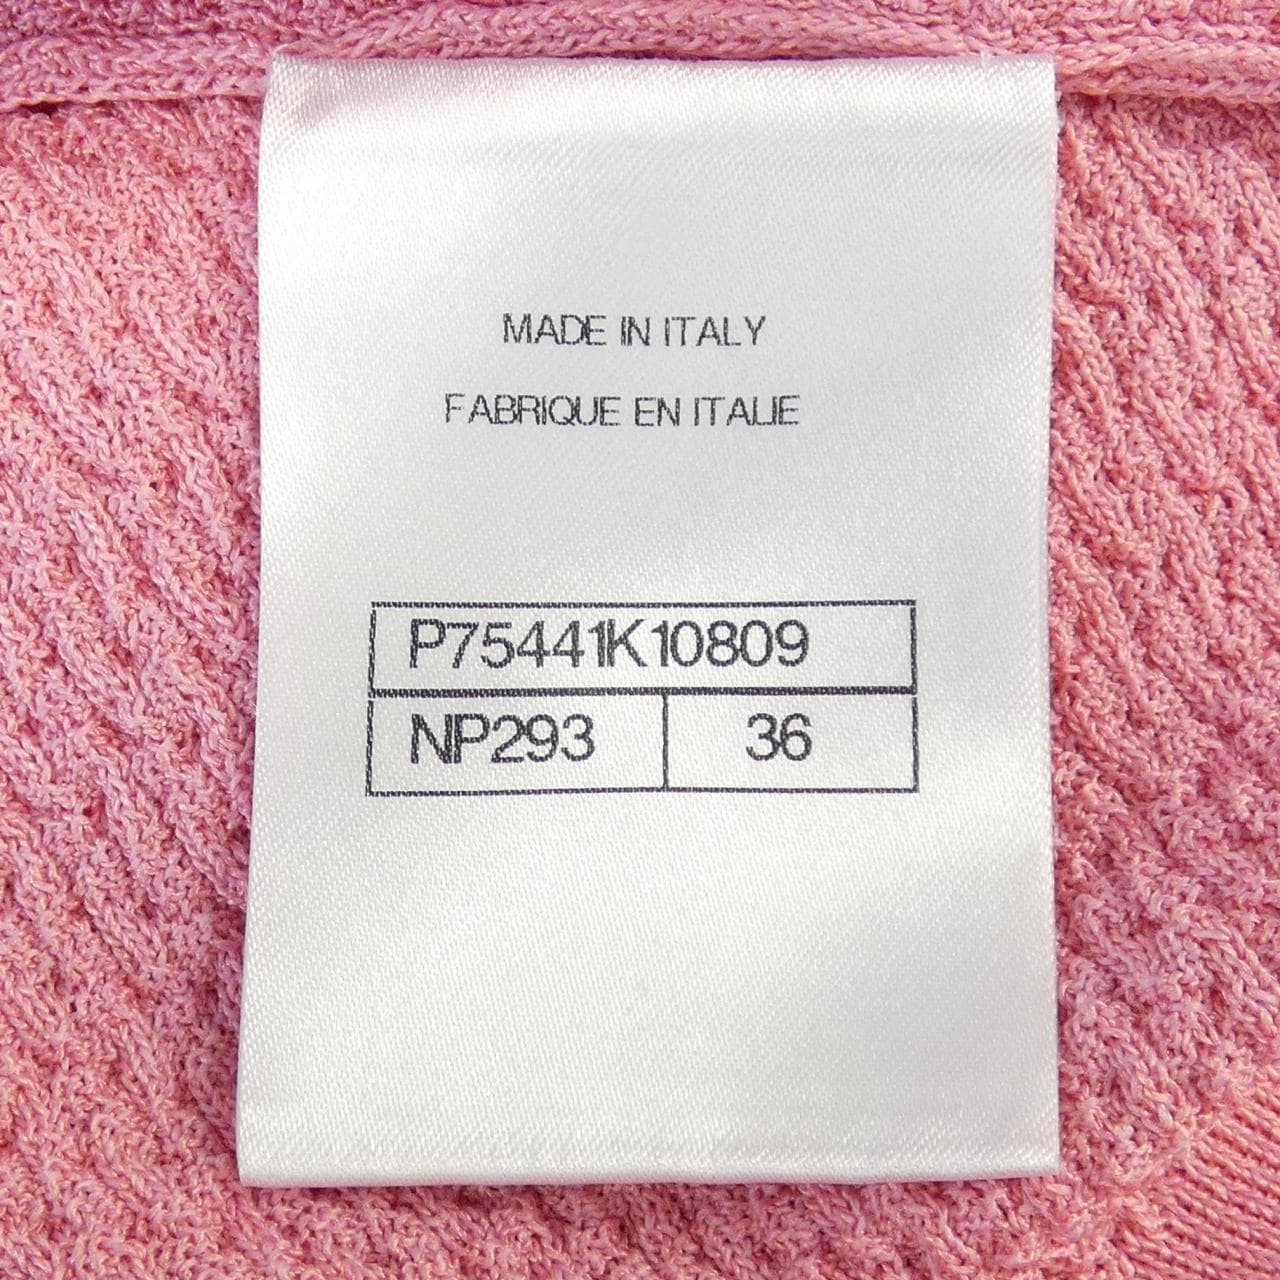 MADE IN ITALY
FABRIQUE EN ITALIE
P75441K10809
NP293 36